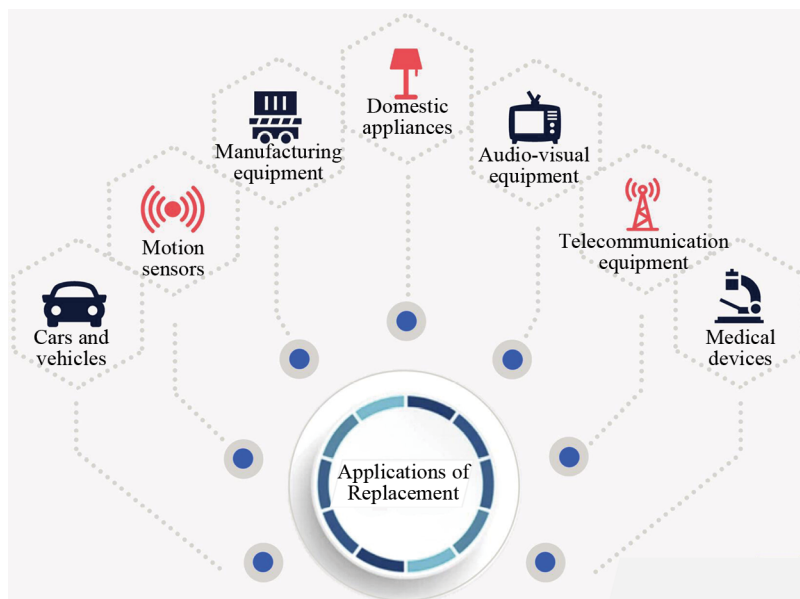 Domestic
appliances
Manufacturing
equipment
Audio-visual
equipment
Motion
sensors
Telecommunication
equipment
Cars and
vehicles
Medical
devices
Applications of
Replacement